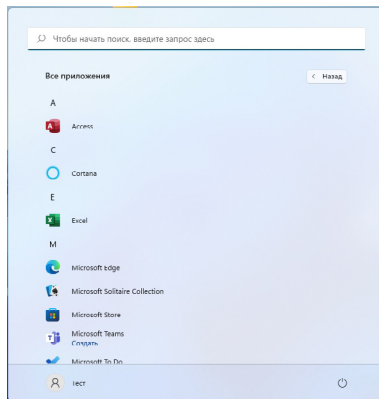 Чтобы начать поиск, введите запрос здесь
Все приложения
< Назад
A
Access
C
Cortana
E
Excel
M
Microsoft Edge
Microsoft Solitaire Collection
Microsoft Store
Microsoft Teams
Создать
Microsoft To Do
Тест